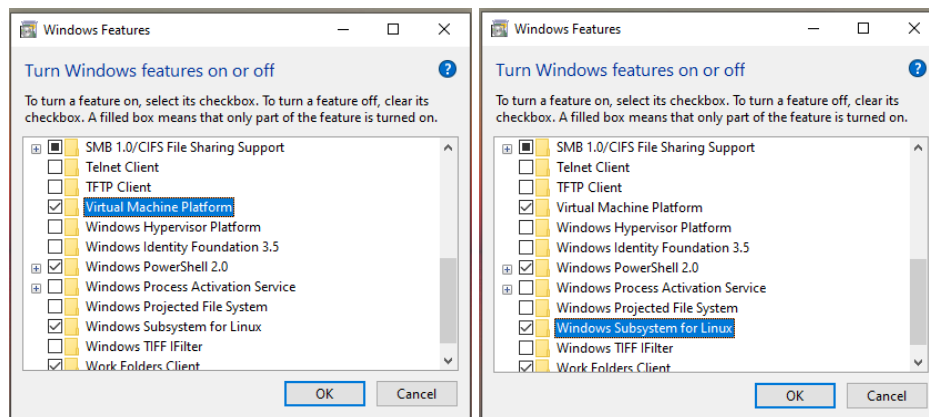 Windows Features
Turn Windows features on or off
To turn a feature on, select its checkbox. To turn a feature off, clear its
checkbox. A filled box means that only part of the feature is turned on.
SMB 1.0/CIFS File Sharing Support
Telnet Client
TFTP Client
Virtual Machine Platform
Windows Hypervisor Platform
Windows Identity Foundation 3.5
Windows PowerShell 2.0
Windows Process Activation Service
Windows Projected File System
Windows Subsystem for Linux
Windows TIFF IFilter
Work Folders Client
OK
Cancel
Windows Features
Turn Windows features on or off
To turn a feature on, select its checkbox. To turn a feature off, clear its
checkbox. A filled box means that only part of the feature is turned on.
SMB 1.0/CIFS File Sharing Support
Telnet Client
TFTP Client
Virtual Machine Platform
Windows Hypervisor Platform
Windows Identity Foundation 3.5
Windows PowerShell 2.0
Windows Process Activation Service
Windows Projected File System
Windows Subsystem for Linux
Windows TIFF IFilter
Work Folders Client
OK
Cancel